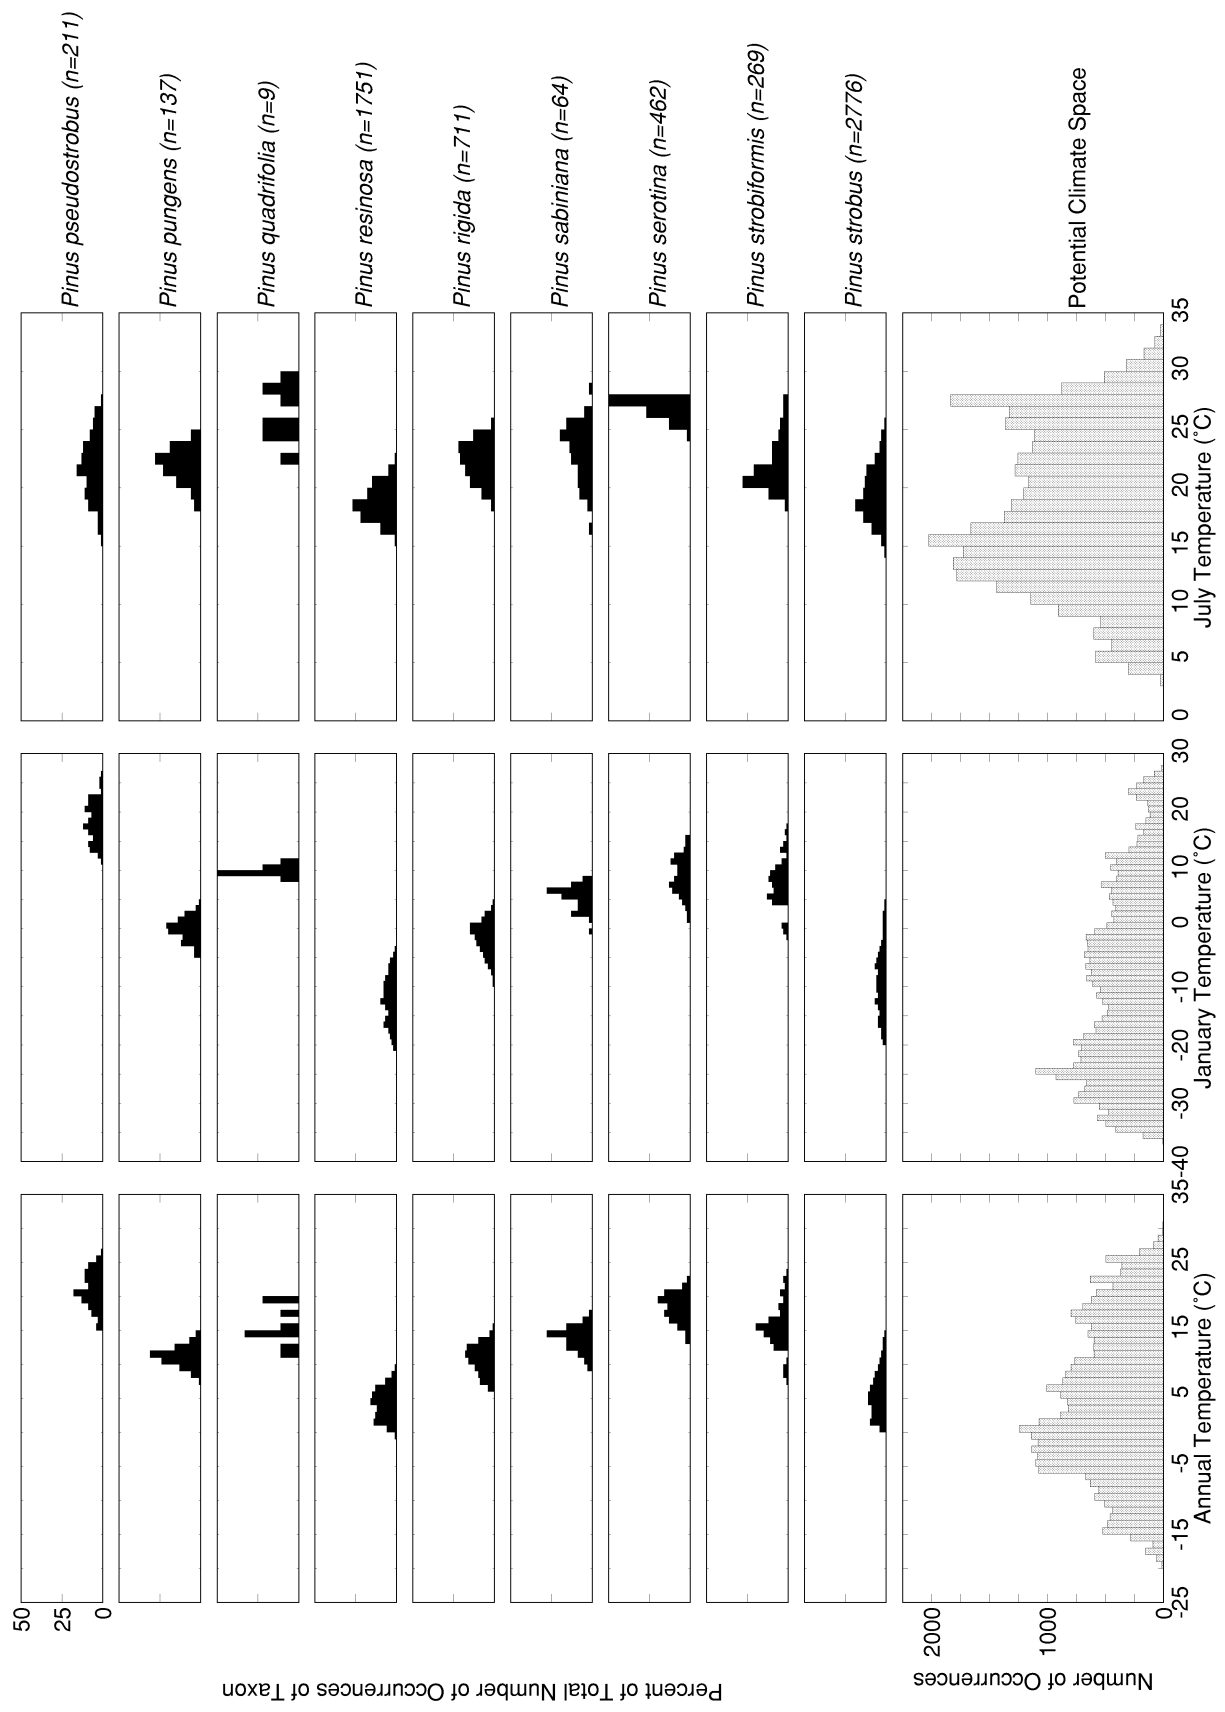 Pinus pseudostrobus (n=211)
Pinus pungens (n=137)
Pinus quadrifolia (n=9)
Pinus resinosa (n=1751)
Pinus rigida (n=711)
Pinus sabiniana (n=64)
Pinus serotina (n=462)
Pinus strobiformis (n=269)
Pinus strobus (n=2776)
Potential Climate Space
50
25
0
Percent of Total Number of Occurrences of Taxon
2000
1000
0
Number of Occurrences
-25 -15 -5 5 15 25 35
Annual Temperature (˚C)
-40 -30 -20 -10 0 10 20 30
January Temperature (˚C)
0 5 10 15 20 25 30 35
July Temperature (˚C)